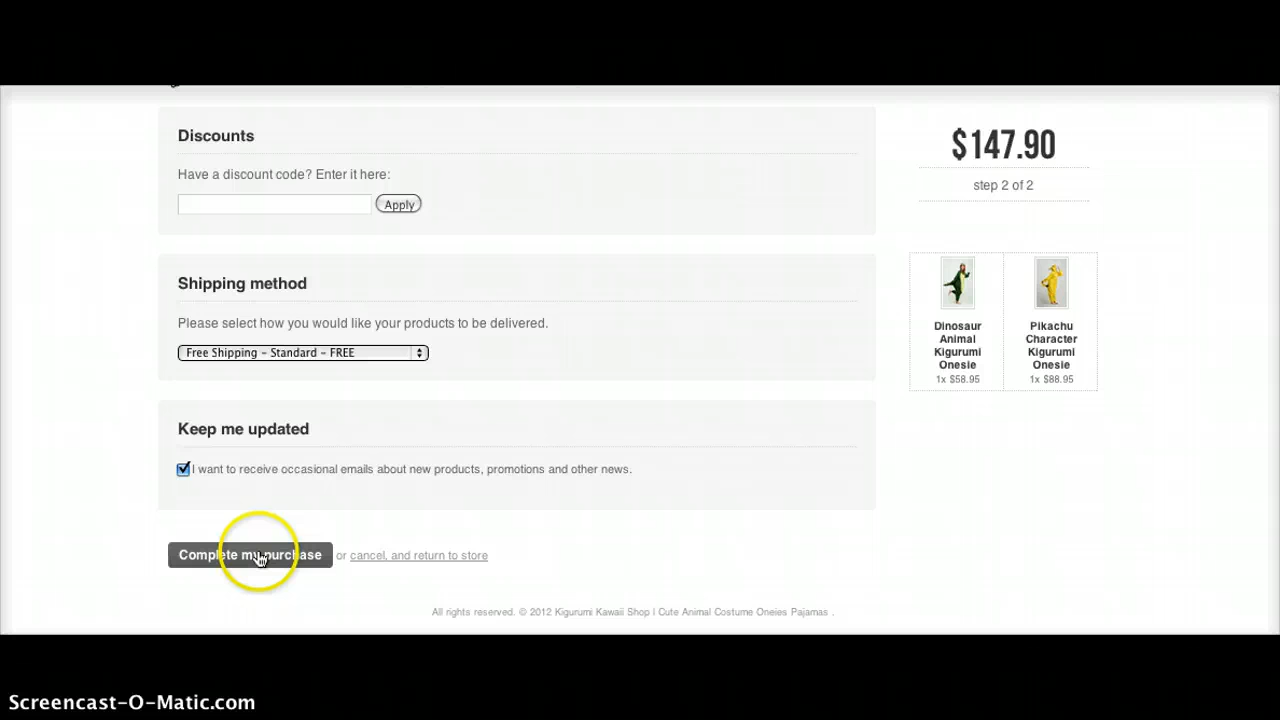 Discounts
Have a discount code? Enter it here:
Apply
Shipping method
Please select how you would like your products to be delivered.
Free Shipping - Standard - FREE
Keep me updated
I want to receive occasional emails about new products, promotions and other news.
Complete my purchase or cancel, and return to store
$147.90
step 2 of 2
Dinosaur
Animal
Kigurumi
Onesie
1x $58.95
Pikachu
Character
Kigurumi
Onesie
1x $88.95
All rights reserved. © 2012 Kigurumi Kawaii Shop | Cute Animal Costume Oneies Pajamas .
Screencast-O-Matic.com